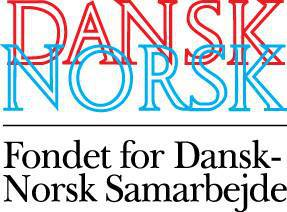 DANSK
NORSK
Fondet for Dansk-
Norsk Samarbejde